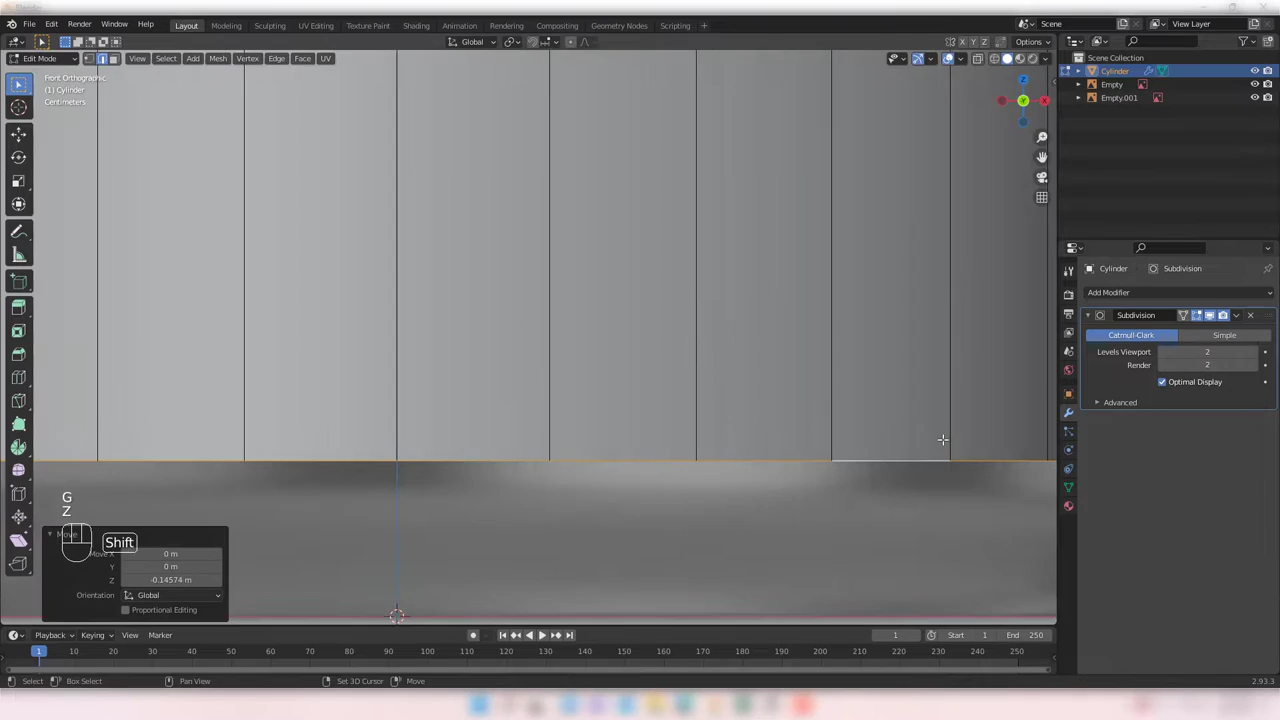 Blender
File Edit Render Window Help Layout Modeling Sculpting UV Editing Texture Paint Shading Animation Rendering Compositing Geometry Nodes Scripting + Scene View Layer
Global Options
Edit Mode View Select Add Mesh Vertex Edge Face UV X Y Z
Front Orthographic
(1) Cylinder
Centimeters
Z
X
Y
Scene Collection
Cylinder
Empty
Empty.001
Cylinder Subdivision
Add Modifier
Subdivision
Catmull-Clark Simple
Levels Viewport 2
Render 2
Optimal Display
Advanced
G
Z
Shift
Move
Move X 0 m
Y 0 m
Z -0.14574 m
Orientation Global
Proportional Editing
Playback Keying View Marker 1 Start 1 End 250
1 10 20 30 40 50 60 70 80 90 100 110 120 130 140 150 160 170 180 190 200 210 220 230 240 250
Select Box Select Pan View Set 3D Cursor Move 2.93.3